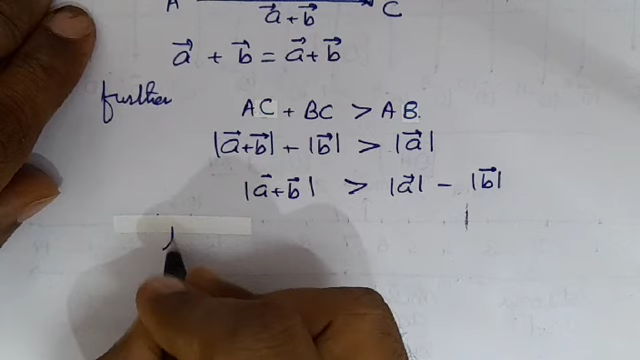 A C
a⃗+b⃗
a⃗ + b⃗ = a⃗+b⃗
further
AC + BC > AB.
|a⃗+b⃗| + |b⃗| > |a⃗|
|a⃗+b⃗| > |a⃗| - |b⃗|